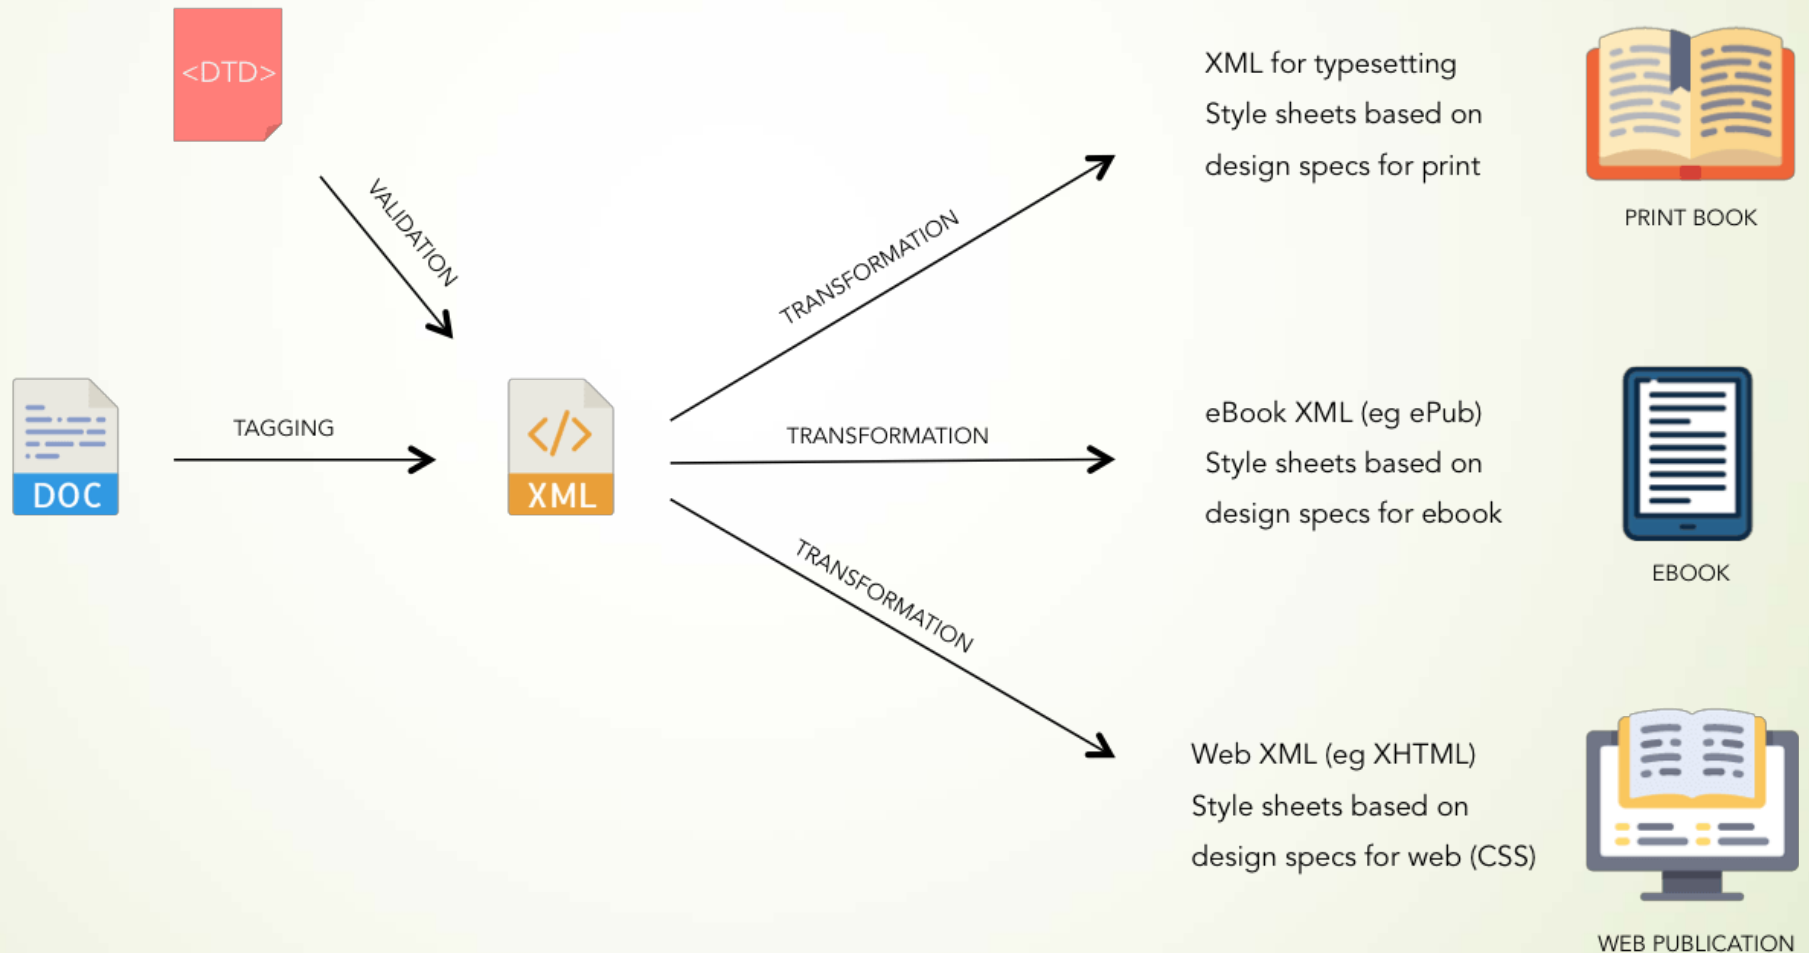 <DTD>
VALIDATION
DOC
TAGGING
XML
TRANSFORMATION
XML for typesetting
Style sheets based on
design specs for print
PRINT BOOK
TRANSFORMATION
eBook XML (eg ePub)
Style sheets based on
design specs for ebook
EBOOK
TRANSFORMATION
Web XML (eg XHTML)
Style sheets based on
design specs for web (CSS)
WEB PUBLICATION